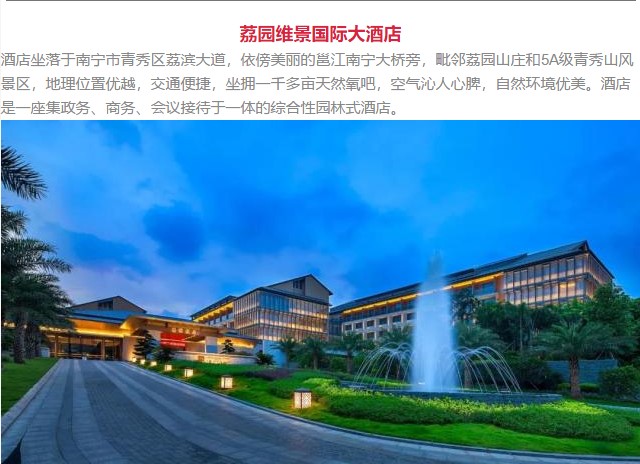 荔园维景国际大酒店
酒店坐落于南宁市青秀区荔滨大道，依傍美丽的邕江南宁大桥旁，毗邻荔园山庄和5A级青秀山风
景区，地理位置优越，交通便捷，坐拥一千多亩天然氧吧，空气沁人心脾，自然环境优美。酒店
是一座集政务、商务、会议接待于一体的综合性园林式酒店。